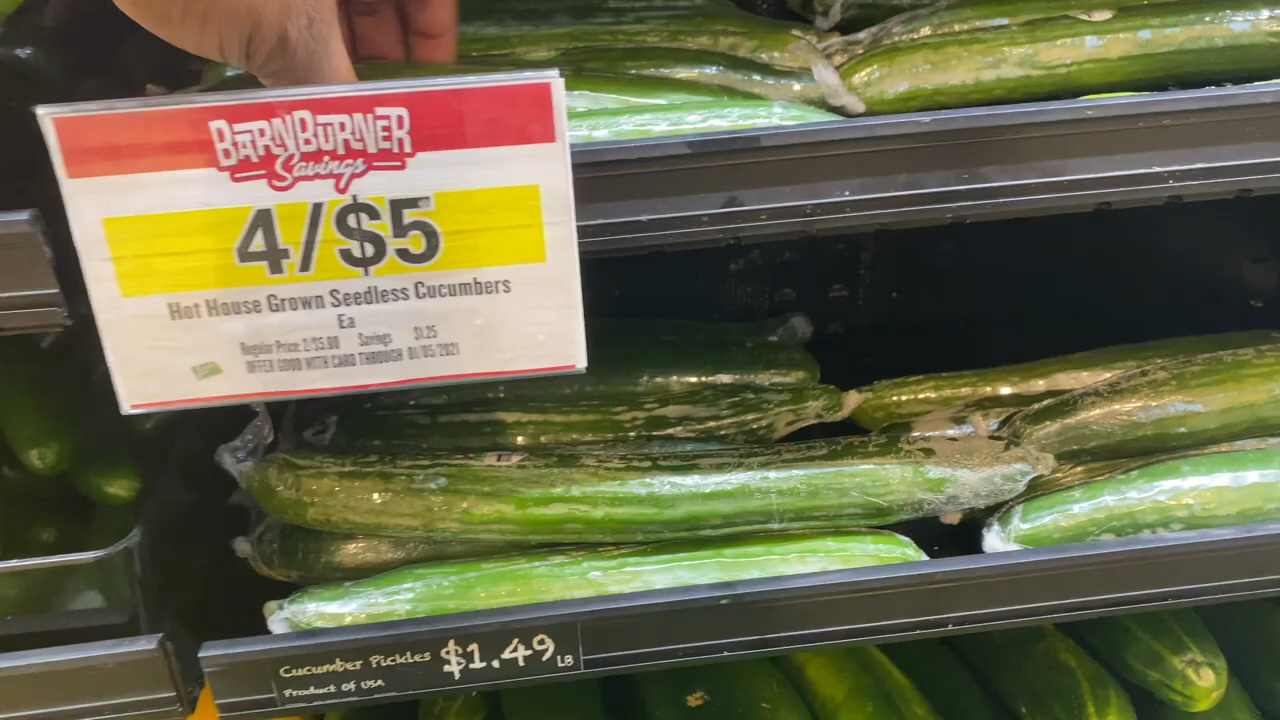 BARNBURNER
Savings
4/$5
Hot House Grown Seedless Cucumbers
Ea
Regular Price: 2/$5.00 Savings $1.25
OFFER GOOD WITH CARD THROUGH 01/05/2021
Cucumber Pickles $1.49 LB
Product Of USA